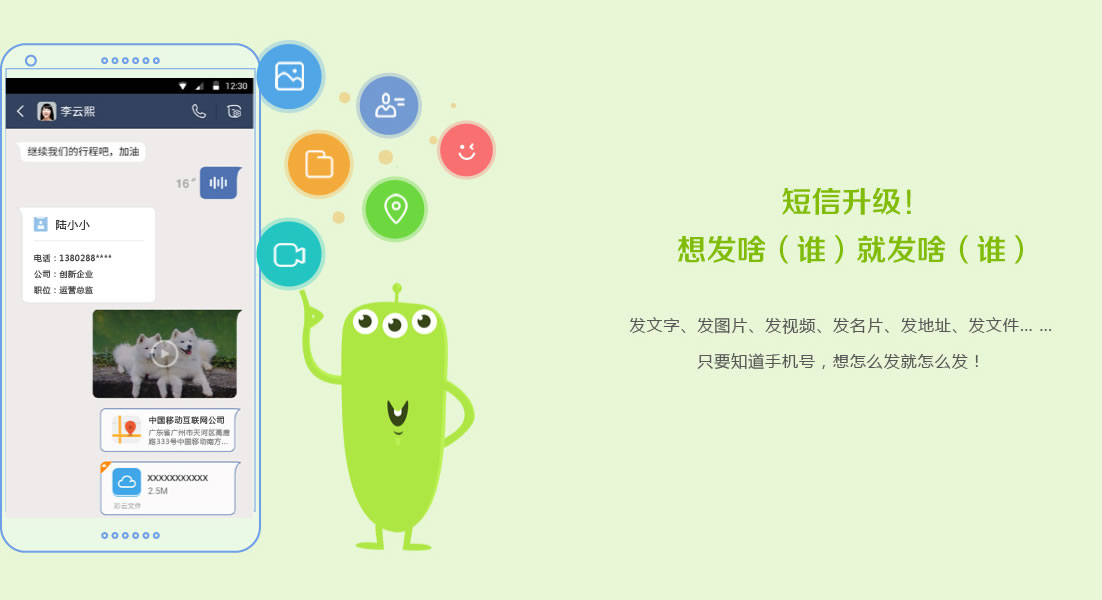 12:30
李云熙
继续我们的行程吧，加油
16"
陆小小
电话：1380288****
公司：创新企业
职位：运营总监
中国移动互联网公司
广东省广州市天河区高唐
路333号中国移动南方...
XXXXXXXXXXX
2.5M
彩云文件
短信升级！
想发啥（谁）就发啥（谁）
发文字、发图片、发视频、发名片、发地址、发文件... ...
只要知道手机号，想怎么发就怎么发！